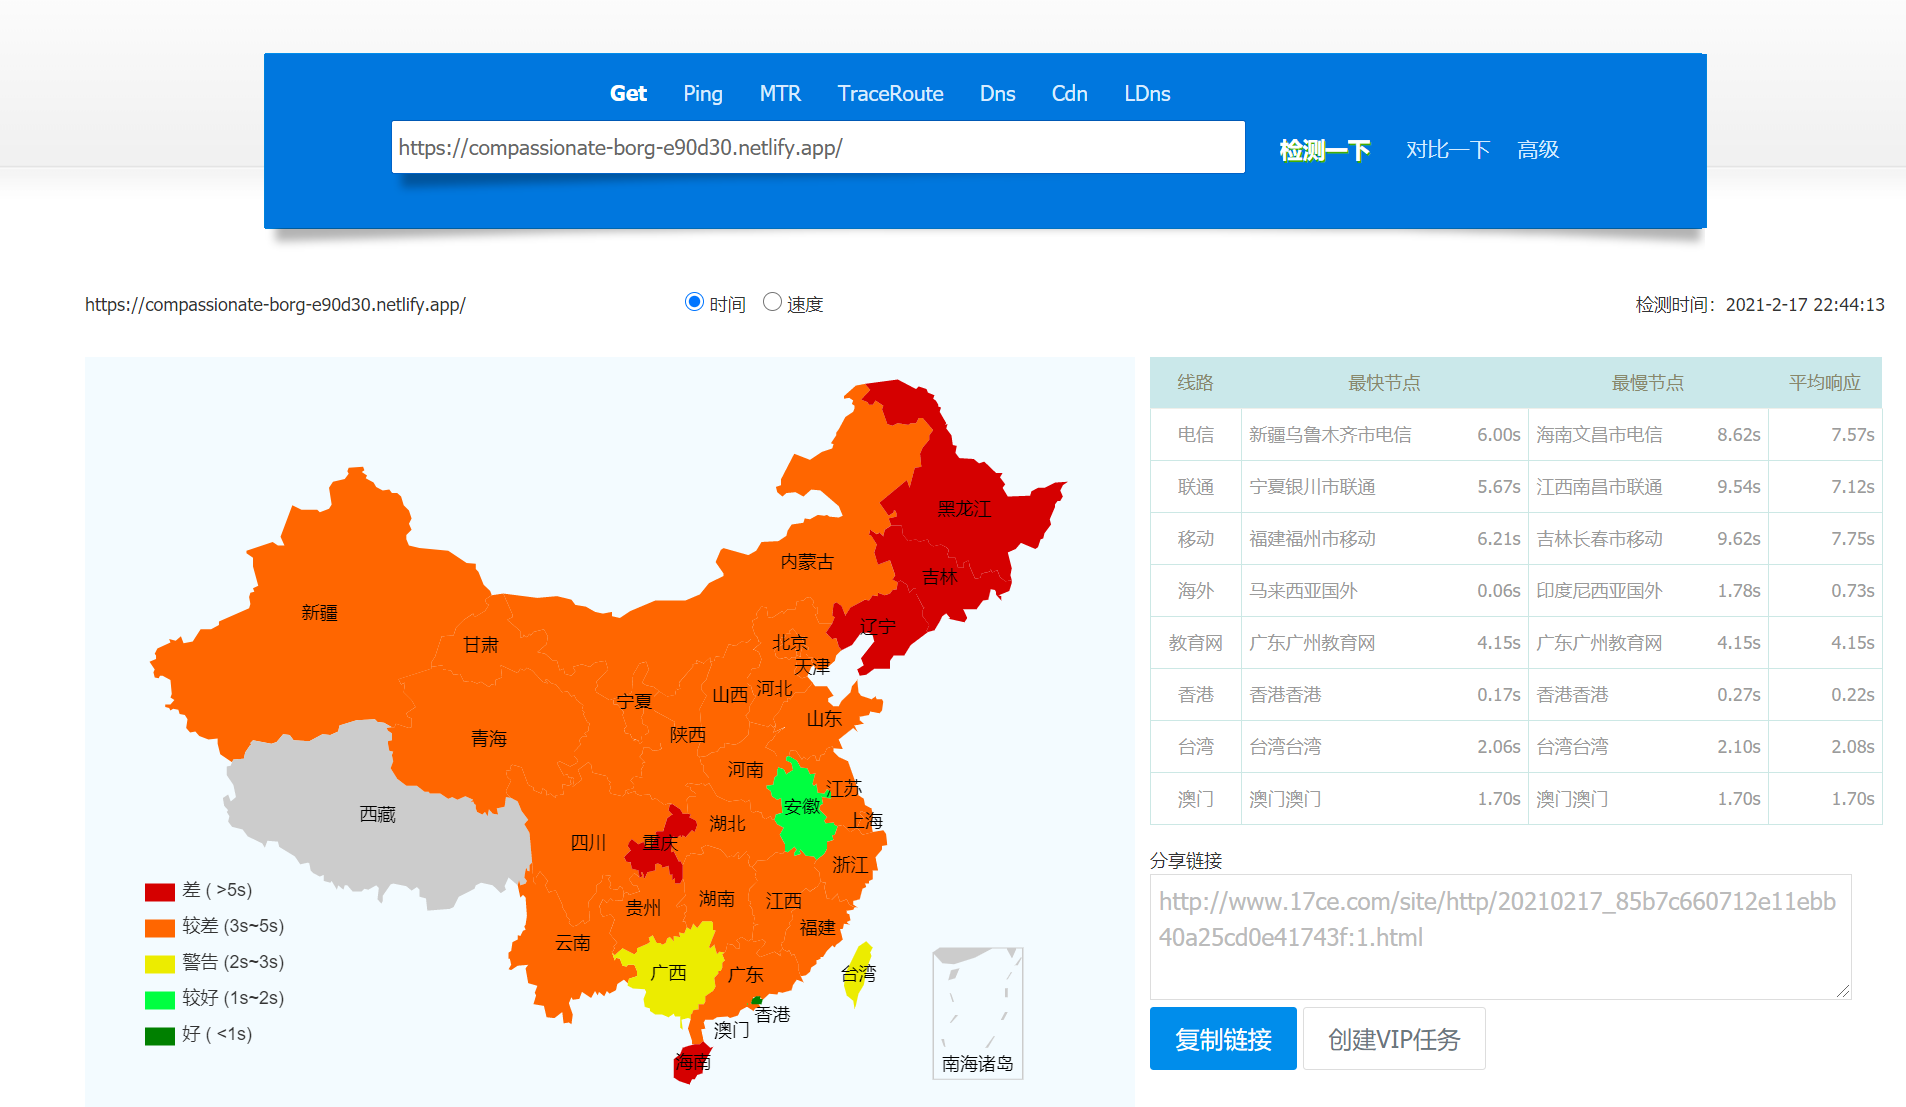 Get Ping MTR TraceRoute Dns Cdn LDns
https://compassionate-borg-e90d30.netlify.app/ 检测一下 对比一下 高级
https://compassionate-borg-e90d30.netlify.app/ 时间 速度 检测时间：2021-2-17 22:44:13
黑龙江
内蒙古
吉林
新疆
辽宁
甘肃
北京
天津
宁夏
山西
河北
山东
青海
陕西
河南
江苏
安徽
西藏
湖北
上海
四川
重庆
浙江
湖南
江西
贵州
福建
云南
广西
广东
台湾
香港
澳门
海南
南海诸岛
差 ( >5s)
较差 (3s~5s)
警告 (2s~3s)
较好 (1s~2s)
好 ( <1s)
线路 最快节点 最慢节点 平均响应
电信 新疆乌鲁木齐市电信 6.00s 海南文昌市电信 8.62s 7.57s
联通 宁夏银川市联通 5.67s 江西南昌市联通 9.54s 7.12s
移动 福建福州市移动 6.21s 吉林长春市移动 9.62s 7.75s
海外 马来西亚国外 0.06s 印度尼西亚国外 1.78s 0.73s
教育网 广东广州教育网 4.15s 广东广州教育网 4.15s 4.15s
香港 香港香港 0.17s 香港香港 0.27s 0.22s
台湾 台湾台湾 2.06s 台湾台湾 2.10s 2.08s
澳门 澳门澳门 1.70s 澳门澳门 1.70s 1.70s
分享链接
http://www.17ce.com/site/http/20210217_85b7c660712e11ebb
40a25cd0e41743f:1.html
复制链接 创建VIP任务